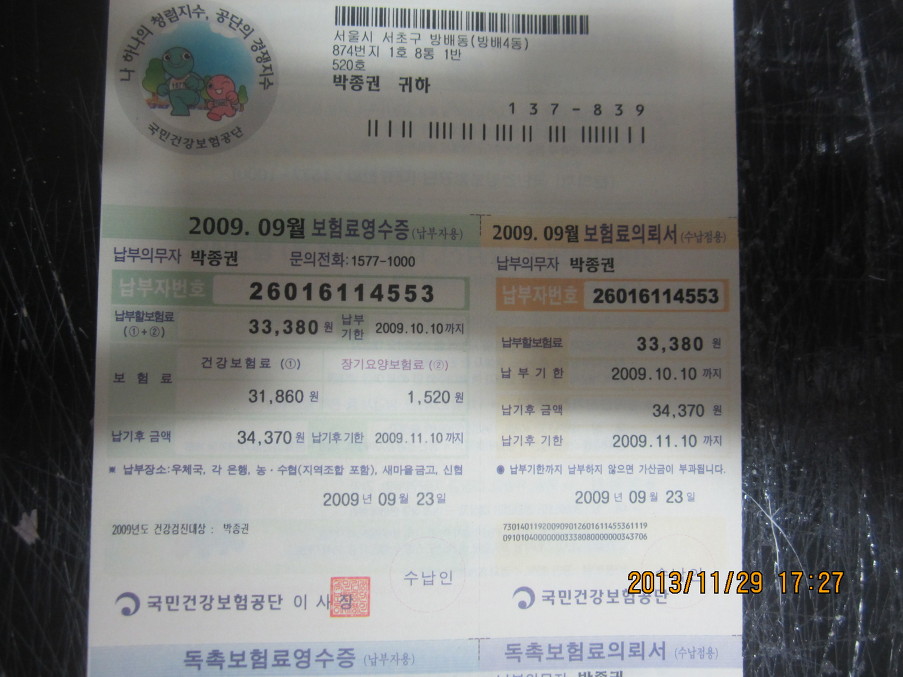 나 하나의 청렴지수, 공단의 경쟁지수
국민건강보험공단
서울시 서초구 방배동(방배4동)
874번지 1호 8통 1반
520호
박종권 귀하
137-839
2009. 09월 보험료영수증(납부자용)
납부의무자 박종권 문의전화:1577-1000
납부자번호 26016114553
납부할보험료 (①+②) 33,380 원 납부 기한 2009.10.10까지
건강보험료 (①) 장기요양보험료 (②)
보 험 료
31,860 원 1,520 원
납기후 금액 34,370 원 납기후기한 2009.11.10까지
▣ 납부장소:우체국, 각 은행, 농·수협(지역조합 포함), 새마을금고, 신협
2009 년 09 월 23 일
2009년도 건강검진대상 : 박종권
수납인
국민건강보험공단 이 사 장
2009. 09월 보험료의뢰서(수납점용)
납부의무자 박종권
납부자번호 26016114553
납부할보험료 33,380 원
납 부 기 한 2009.10.10 까지
납기후 금액 34,370 원
납기후 기한 2009.11.10 까지
◉ 납부기한까지 납부하지 않으면 가산금이 부과됩니다.
2009 년 09 월 23 일
수납인
국민건강보험공단
2013/11/29 17:27
독촉보험료영수증 (납부자용)
독촉보험료의뢰서 (수납점용)
납부의무자 박종권